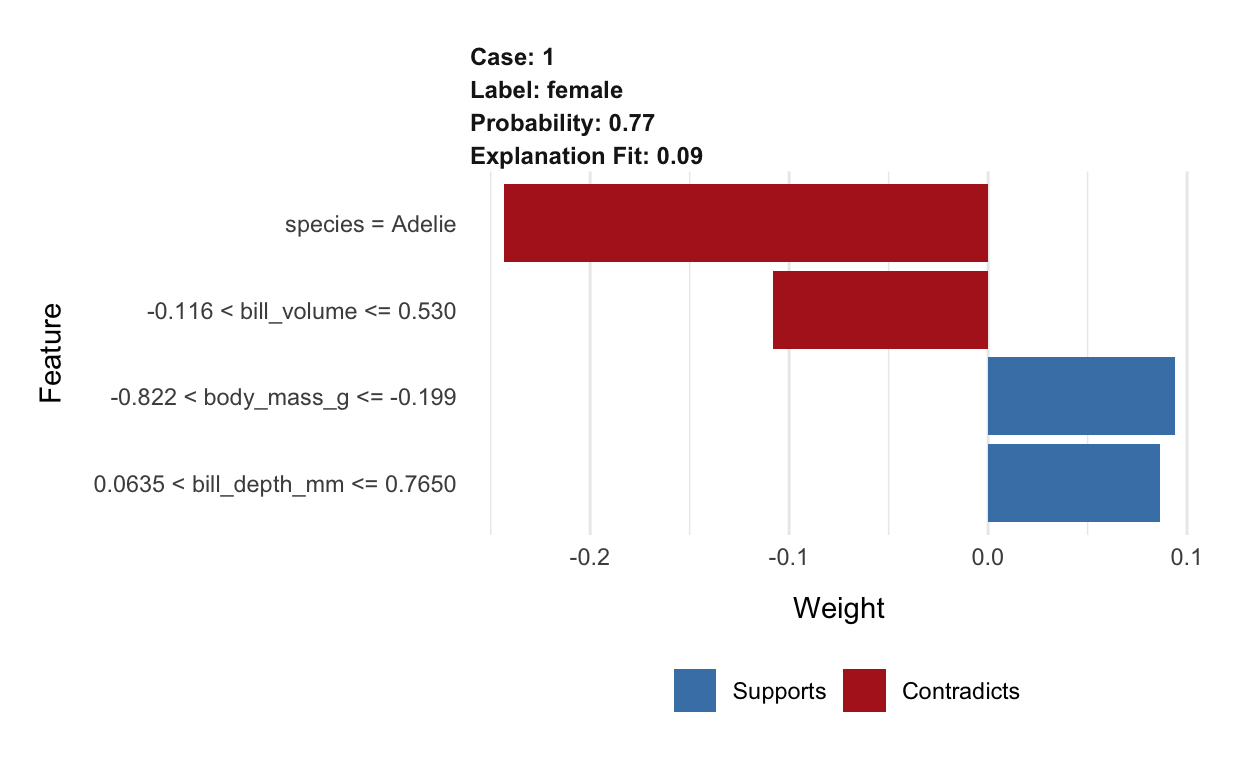 Case: 1
Label: female
Probability: 0.77
Explanation Fit: 0.09
species = Adelie
-0.116 < bill_volume <= 0.530
-0.822 < body_mass_g <= -0.199
0.0635 < bill_depth_mm <= 0.7650
Feature
-0.2 -0.1 0.0 0.1
Weight
Supports Contradicts